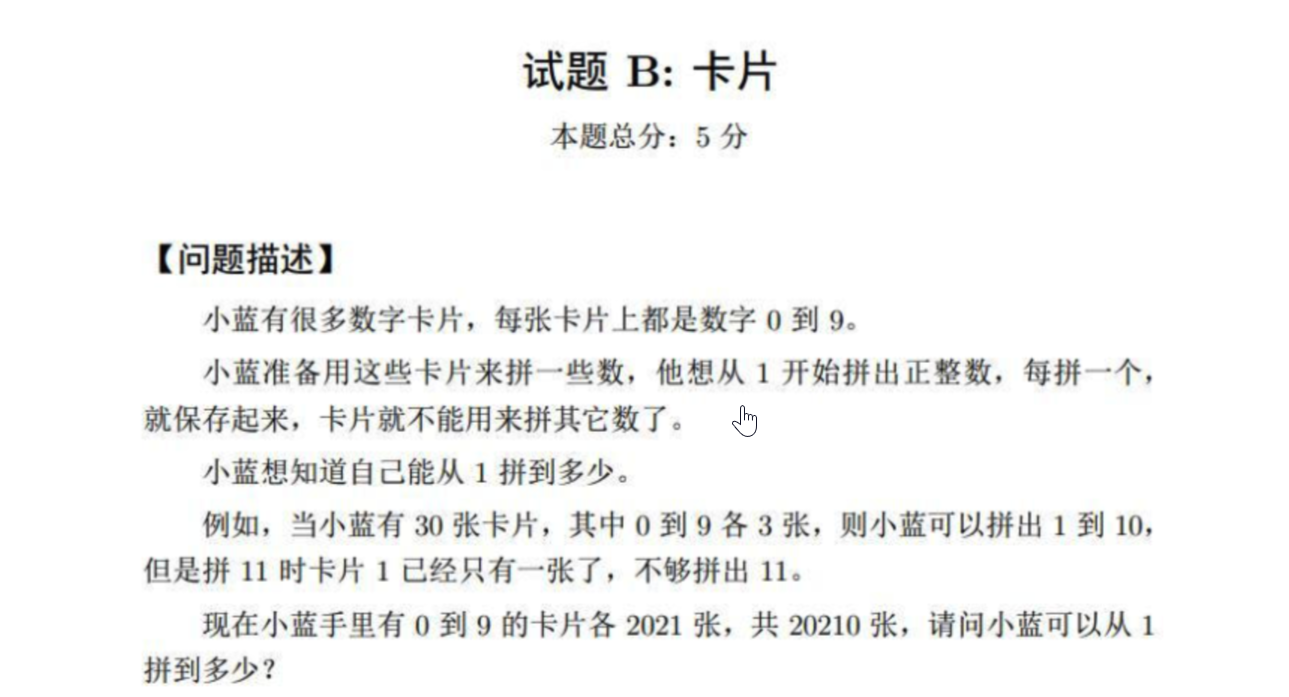 试题 B: 卡片
本题总分：5 分
【问题描述】
小蓝有很多数字卡片，每张卡片上都是数字 0 到 9。
小蓝准备用这些卡片来拼一些数，他想从 1 开始拼出正整数，每拼一个，
就保存起来，卡片就不能用来拼其它数了。
小蓝想知道自己能从 1 拼到多少。
例如，当小蓝有 30 张卡片，其中 0 到 9 各 3 张，则小蓝可以拼出 1 到 10，
但是拼 11 时卡片 1 已经只有一张了，不够拼出 11。
现在小蓝手里有 0 到 9 的卡片各 2021 张，共 20210 张，请问小蓝可以从 1
拼到多少？